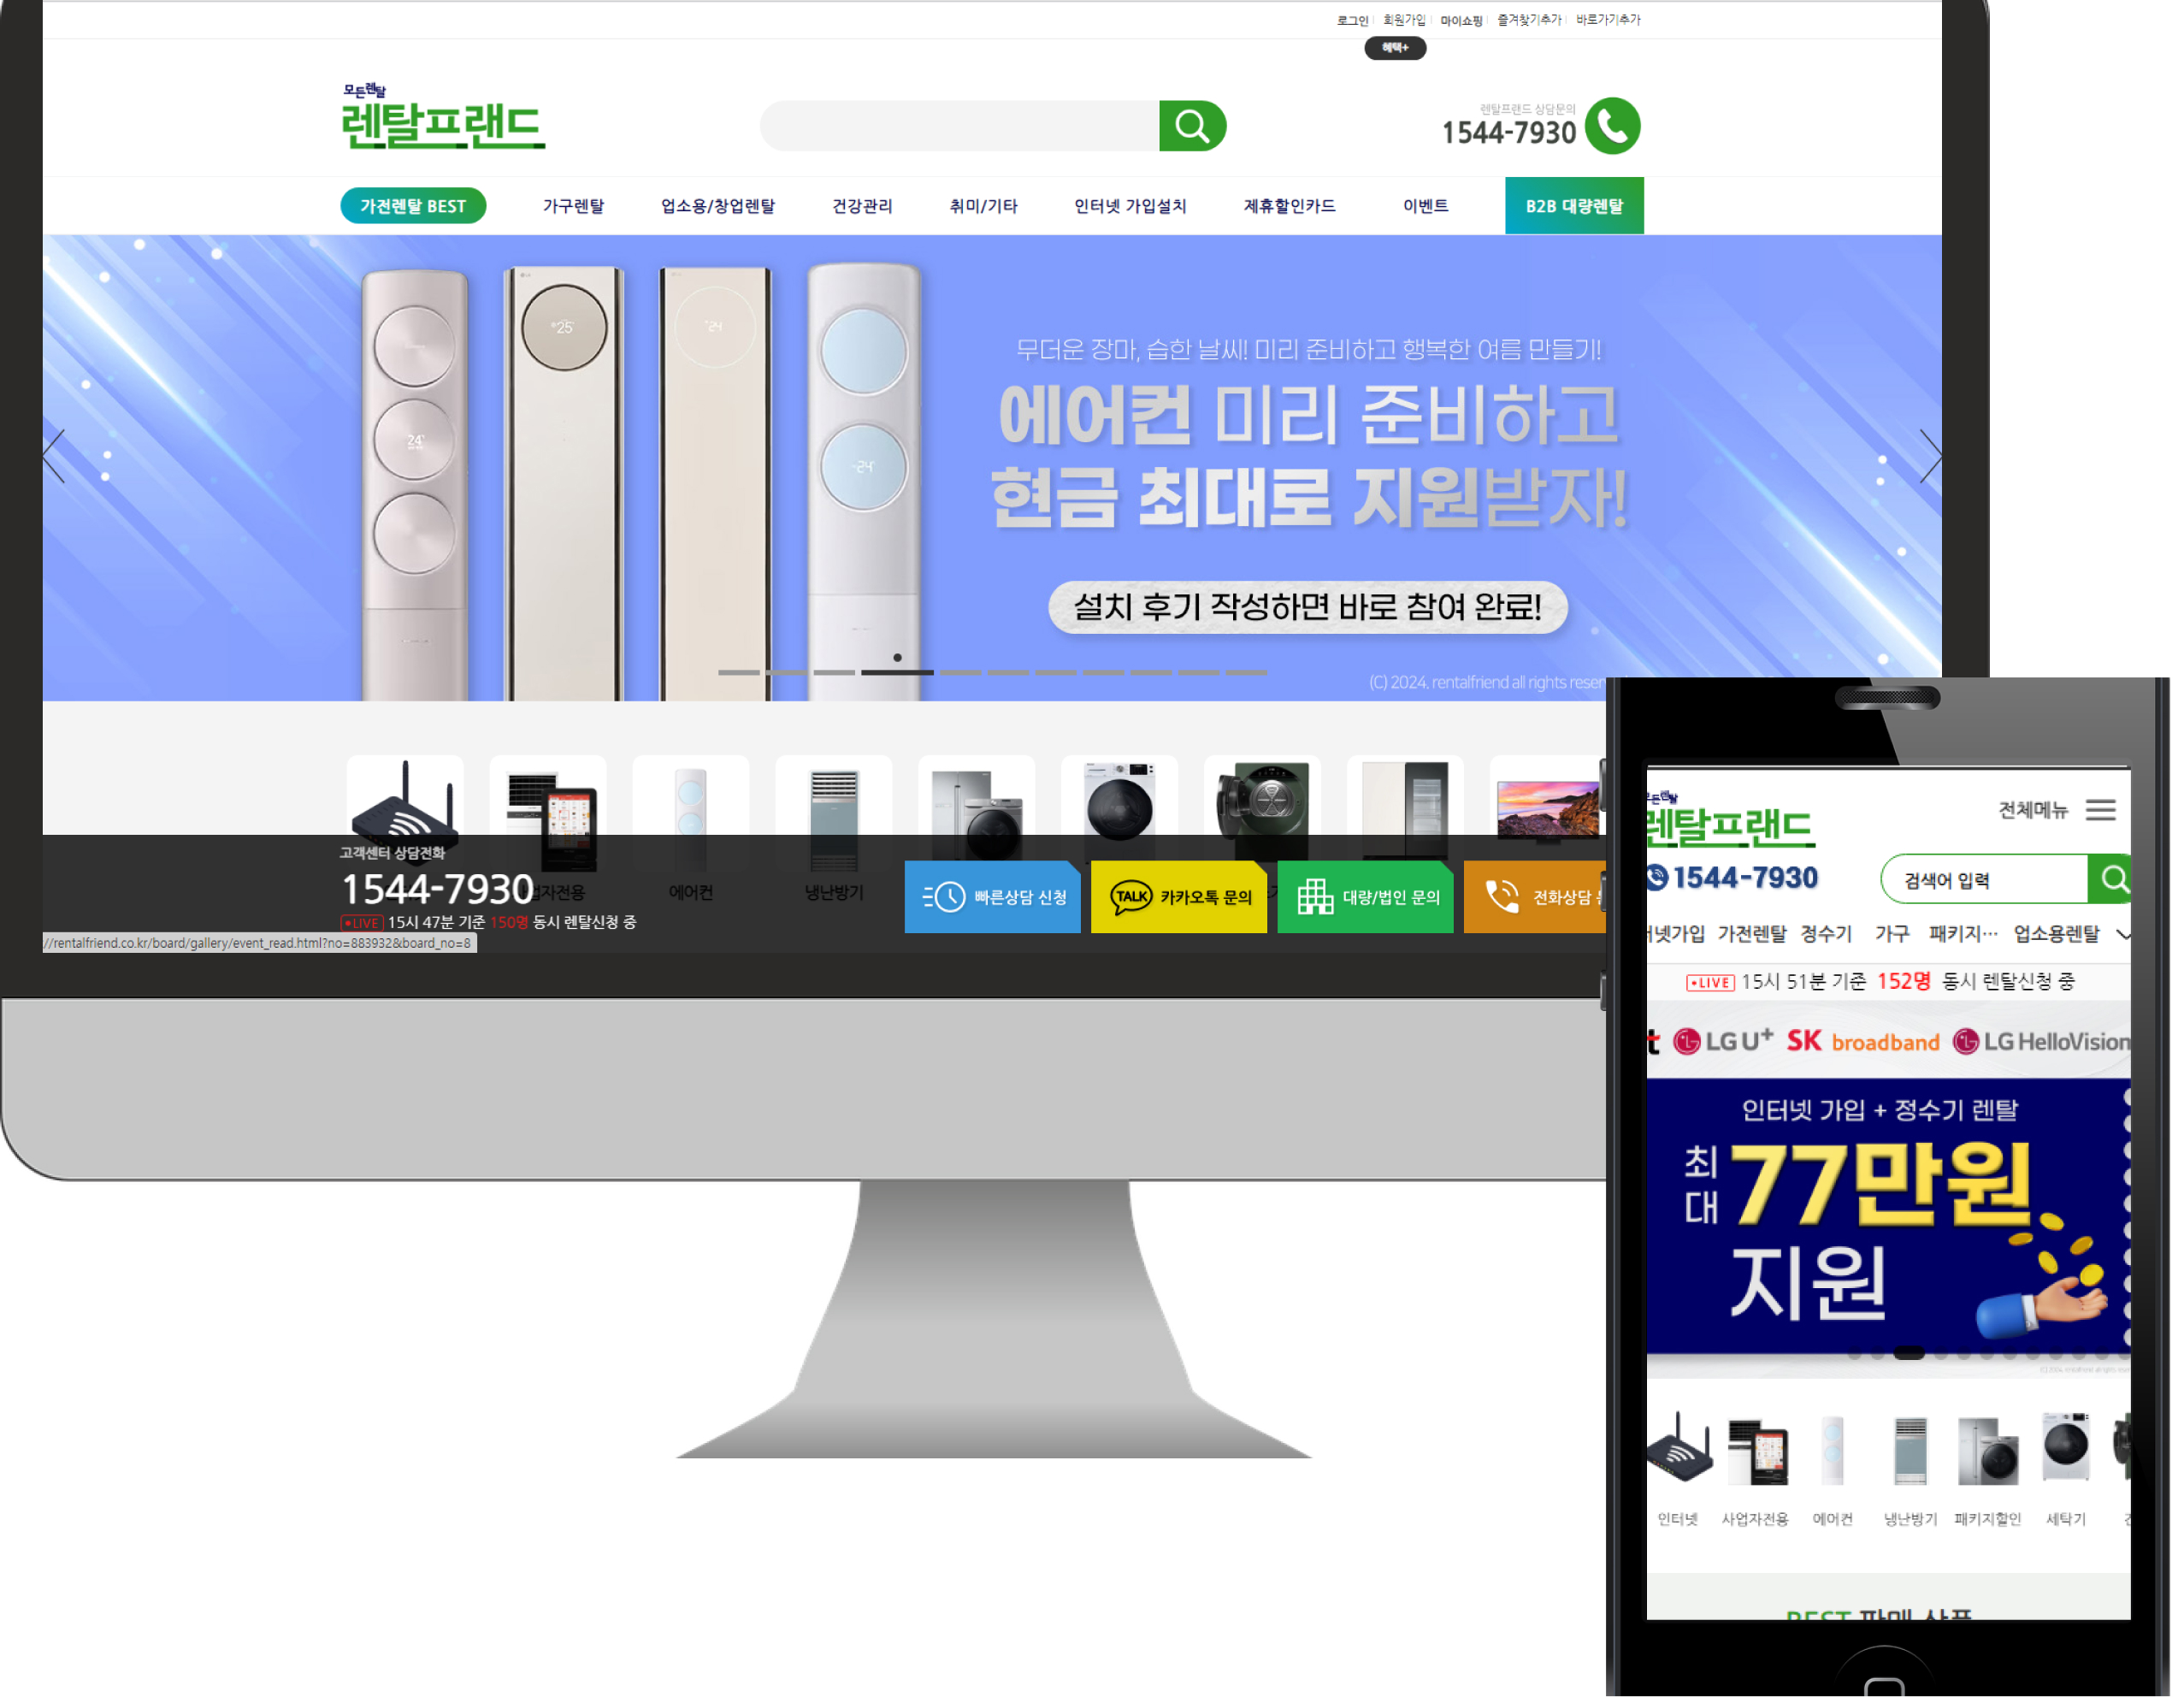 로그인 회원가입 마이쇼핑 즐겨찾기추가 바로가기추가
혜택+
모든렌탈
렌탈프랜드
렌탈프랜드 상담문의
1544-7930
가전렌탈 BEST 가구렌탈 업소용/창업렌탈 건강관리 취미/기타 인터넷 가입설치 제휴할인카드 이벤트 B2B 대량렌탈
25°
24
24°
24°
무더운 장마, 습한 날씨! 미리 준비하고 행복한 여름 만들기!
에어컨 미리 준비하고
현금 최대로 지원받자!
설치 후기 작성하면 바로 참여 완료!
(C) 2024. rentalfriend all rights reser
고객센터 상담전화
1544-7930
업자전용 에어컨 냉난방기
LIVE 15시 47분 기준 150명 동시 렌탈신청 중
빠른상담 신청
TALK 카카오톡 문의
대량/법인 문의
전화상담
//rentalfriend.co.kr/board/gallery/event_read.html?no=883932&board_no=8
모든렌탈
렌탈프랜드
전체메뉴
1544-7930
검색어 입력
터넷가입 가전렌탈 정수기 가구 패키지… 업소용렌탈
LIVE 15시 51분 기준 152명 동시 렌탈신청 중
t LG U+ SK broadband LG HelloVision
인터넷 가입 + 정수기 렌탈
최대 77만원
지원
인터넷 사업자전용 에어컨 냉난방기 패키지할인 세탁기
BEST 판매 상품